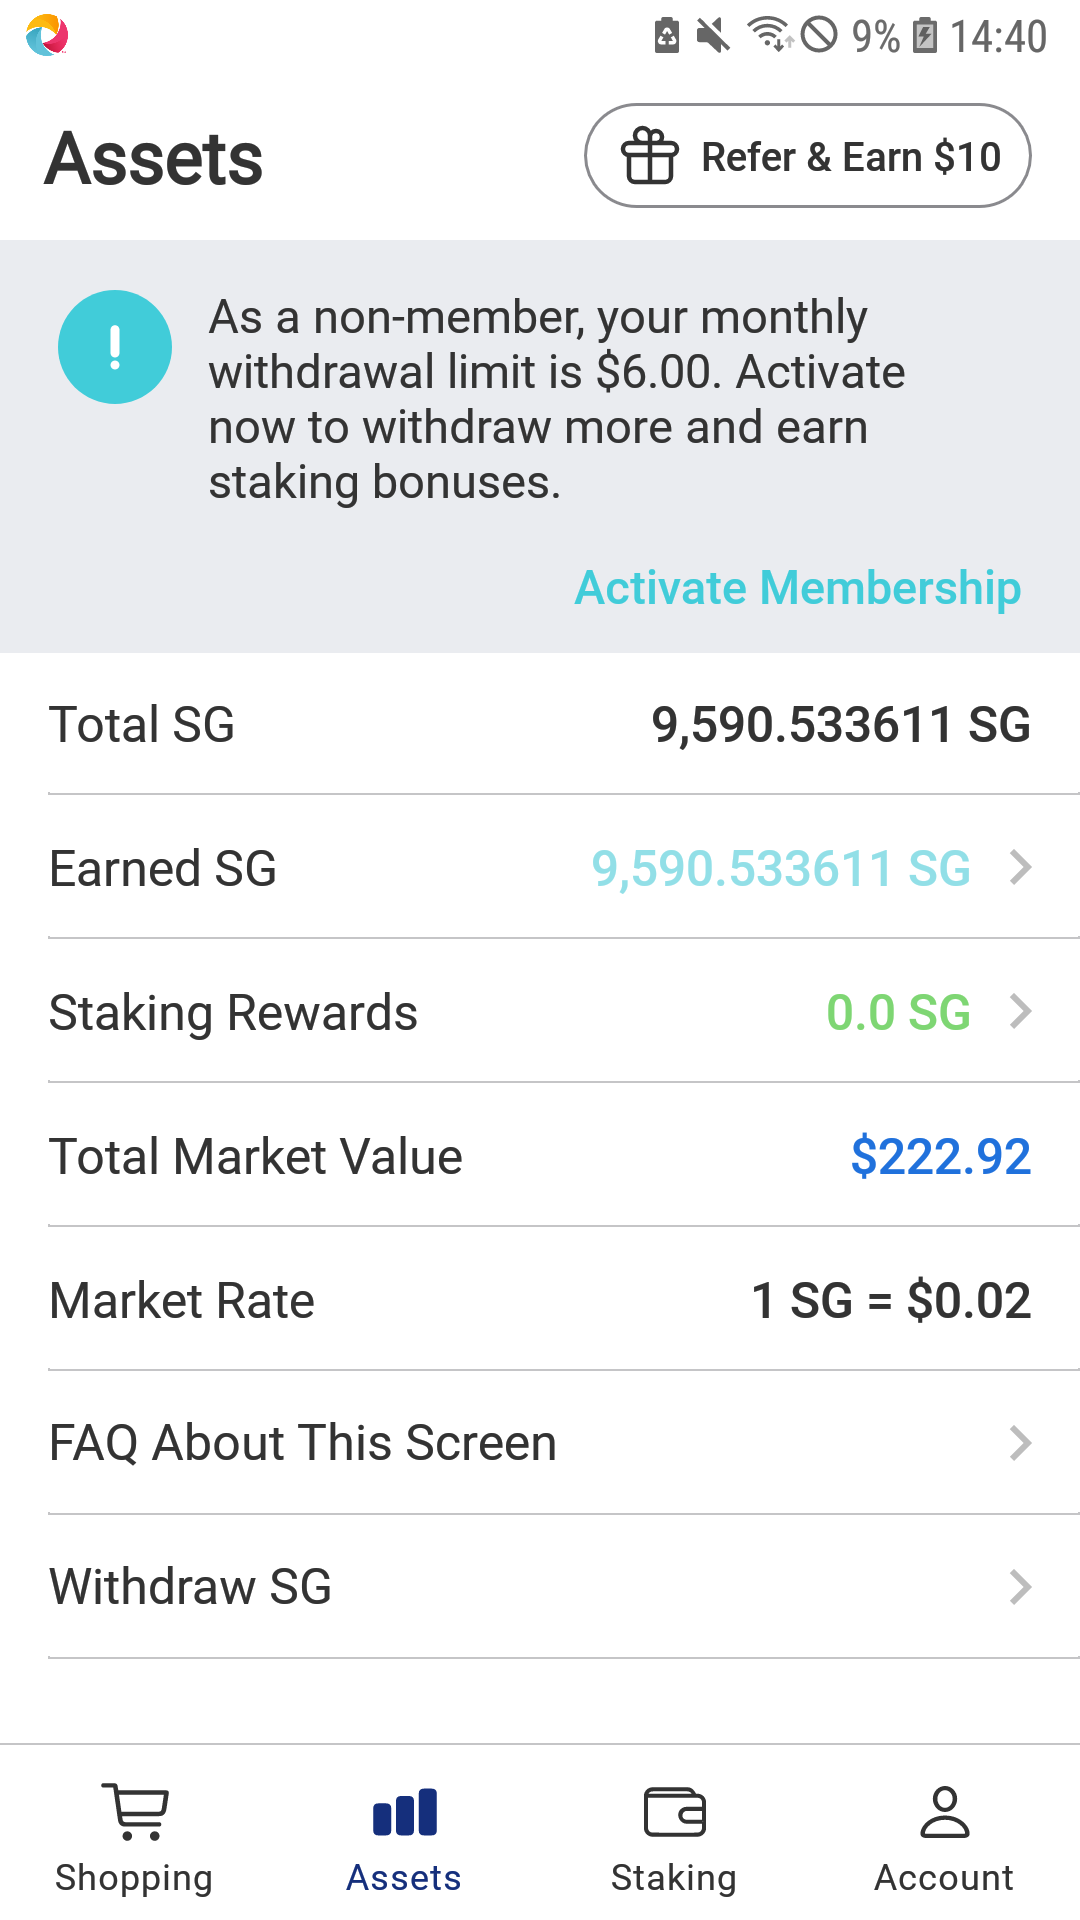 9% 14:40
Assets
Refer & Earn $10
As a non-member, your monthly
withdrawal limit is $6.00. Activate
now to withdraw more and earn
staking bonuses.
Activate Membership
Total SG 9,590.533611 SG
Earned SG 9,590.533611 SG
Staking Rewards 0.0 SG
Total Market Value $222.92
Market Rate 1 SG = $0.02
FAQ About This Screen
Withdraw SG
Shopping Assets Staking Account